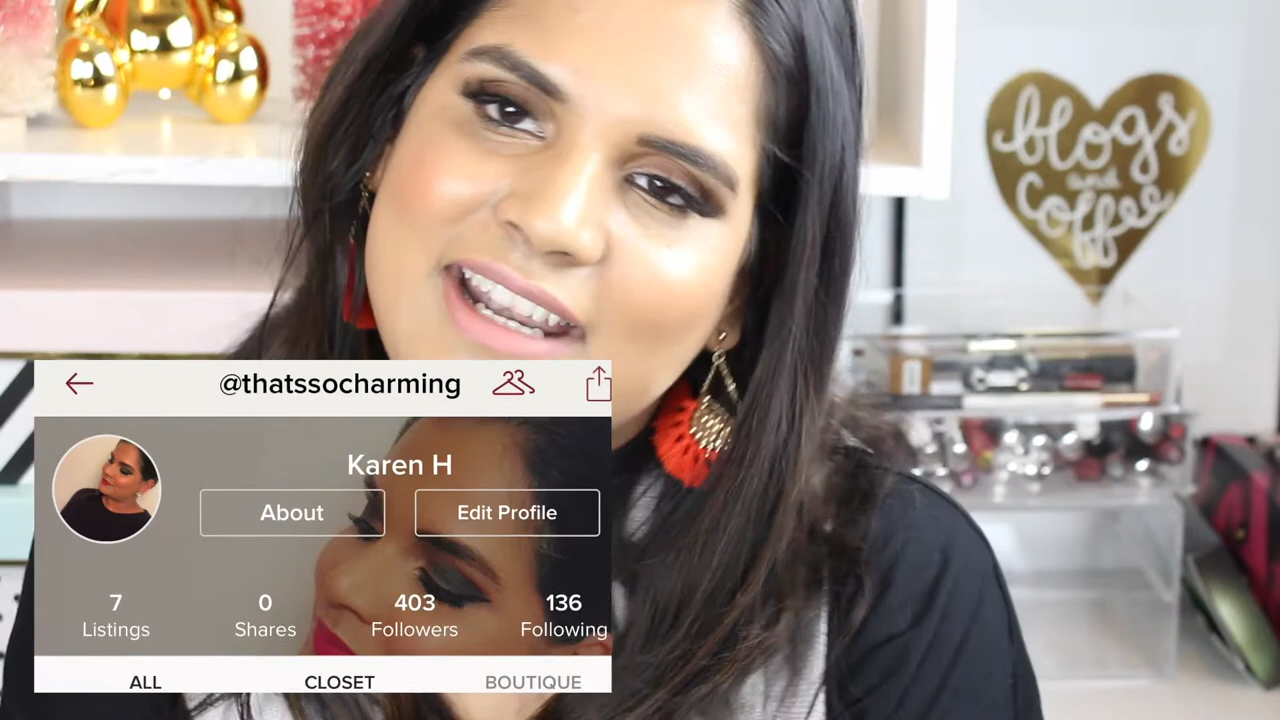 blogs
and
coffee
@thatssocharming
Karen H
About
Edit Profile
7
0
403
136
Listings
Shares
Followers
Following
ALL
CLOSET
BOUTIQUE